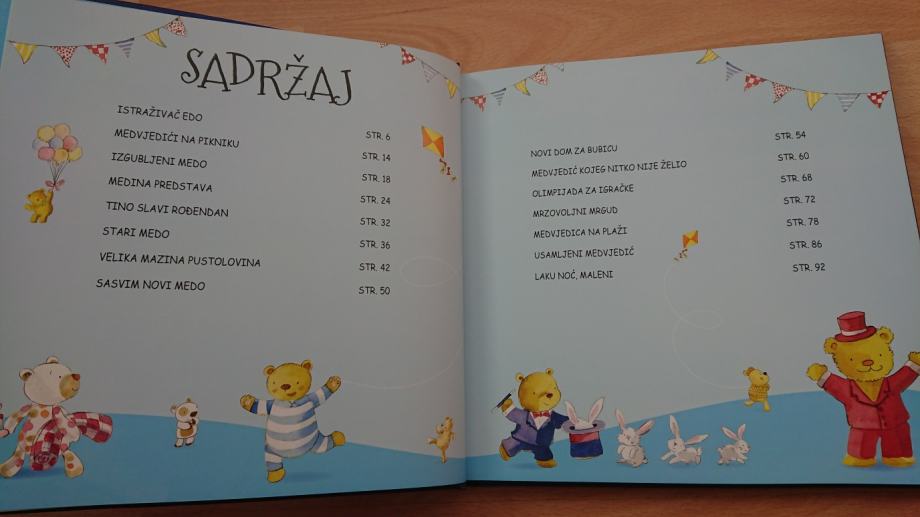 SADRŽAJ
ISTRAŽIVAČ EDO STR. 6
MEDVJEDIĆI NA PIKNIKU STR. 14
IZGUBLJENI MEDO STR. 18
MEDINA PREDSTAVA STR. 24
TINO SLAVI ROĐENDAN STR. 32
STARI MEDO STR. 36
VELIKA MAZINA PUSTOLOVINA STR. 42
SASVIM NOVI MEDO STR. 50
NOVI DOM ZA BUBICU STR. 54
MEDVJEDIĆ KOJEG NITKO NIJE ŽELIO STR. 60
OLIMPIJADA ZA IGRAČKE STR. 68
MRZOVOLJNI MRGUD STR. 72
MEDVJEDICA NA PLAŽI STR. 78
USAMLJENI MEDVJEDIĆ STR. 86
LAKU NOĆ, MALENI STR. 92